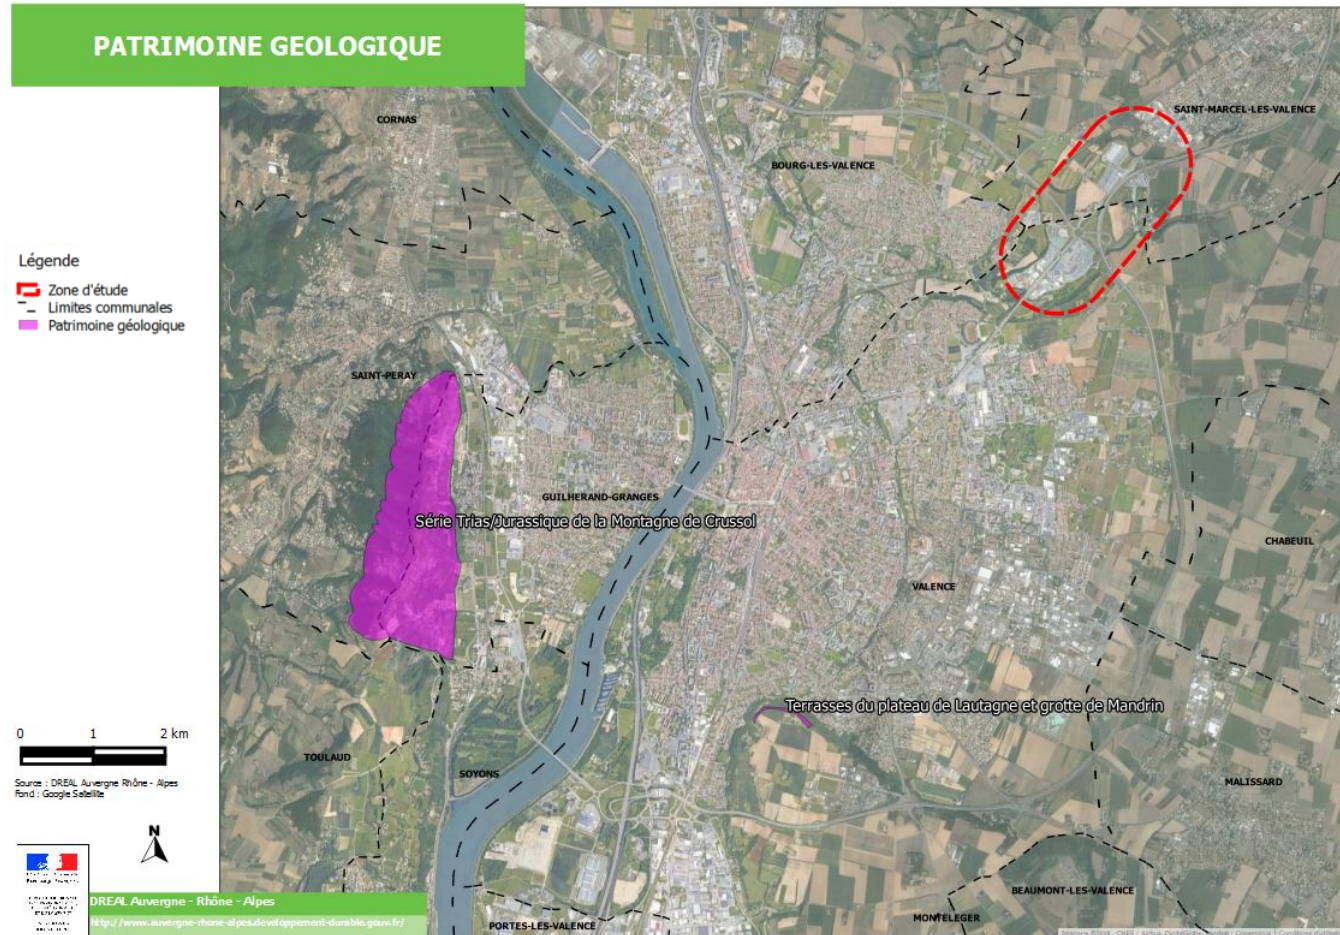 PATRIMOINE GEOLOGIQUE
CORNAS
SAINT-MARCEL-LES-VALENCE
BOURG-LES-VALENCE
Légende
Zone d'étude
Limites communales
Patrimoine géologique
SAINT-PERAY
GUILHERAND-GRANGES
Série Trias/Jurassique de la Montagne de Crussol
CHABEUIL
VALENCE
Terrasses du plateau de Lautagne et grotte de Mandrin
0 1 2 km
TOULAUD
SOYONS
MALISSARD
Source : DREAL Auvergne Rhône - Alpes
Fond : Google Satellite
N
BEAUMONT-LES-VALENCE
DREAL Auvergne - Rhône - Alpes
MONTELEGER
http://www.auvergne-rhone-alpes.developpement-durable.gouv.fr/
PORTES-LES-VALENCE